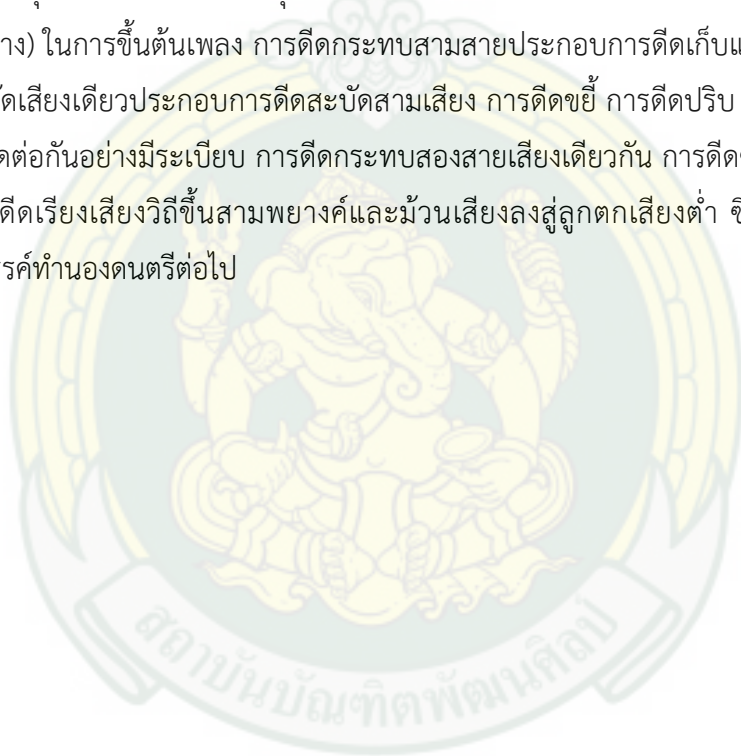 าง) ในการขึ้นต้นเพลง การดีดกระทบสามสายประกอบการดีดเก็บแ
ัดเสียงเดียวประกอบการดีดสะบัดสามเสียง การดีดขยี้ การดีดปริบ
ดต่อกันอย่างมีระเบียบ การดีดกระทบสองสายเสียงเดียวกัน การดีด
ดีดเรียงเสียงวิถีขึ้นสามพยางค์และม้วนเสียงลงสู่ลูกตกเสียงต่ำ ซึ
รรค์ทำนองดนตรีต่อไป
สถาบันบัณฑิตพัฒนศิลป์